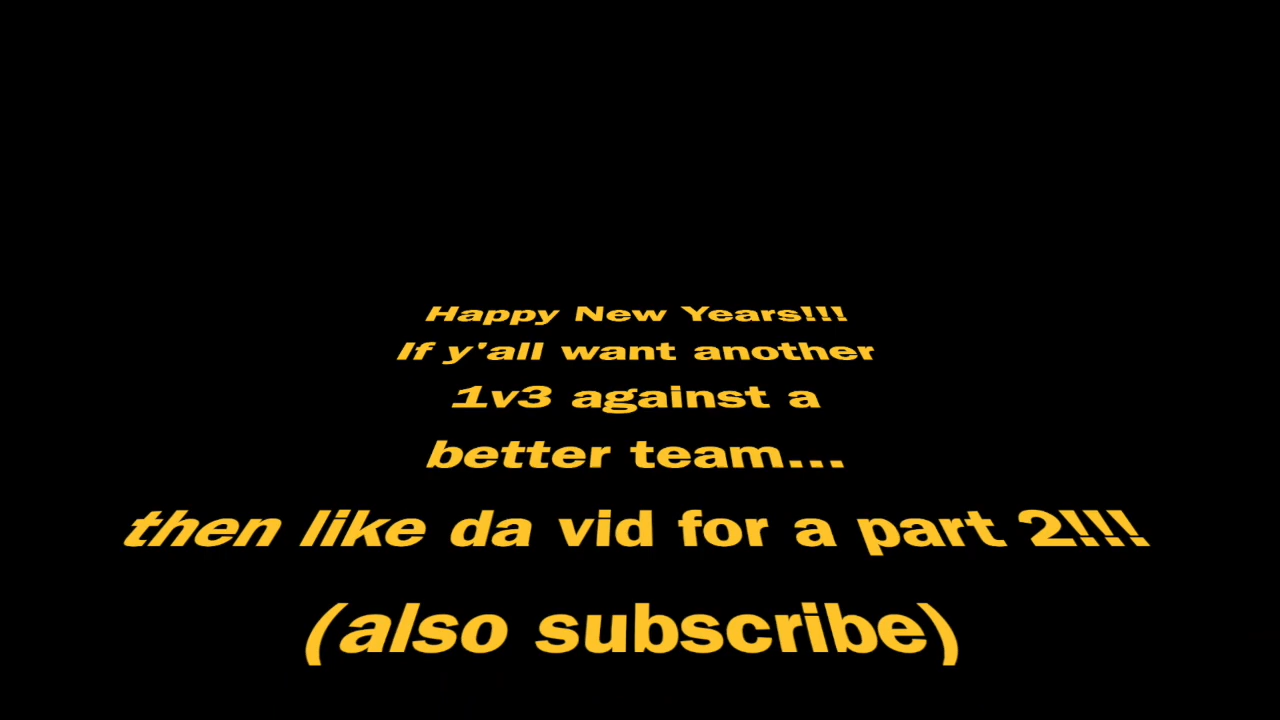 Happy New Years!!!
If y'all want another
1v3 against a
better team...
then like da vid for a part 2!!!
(also subscribe)